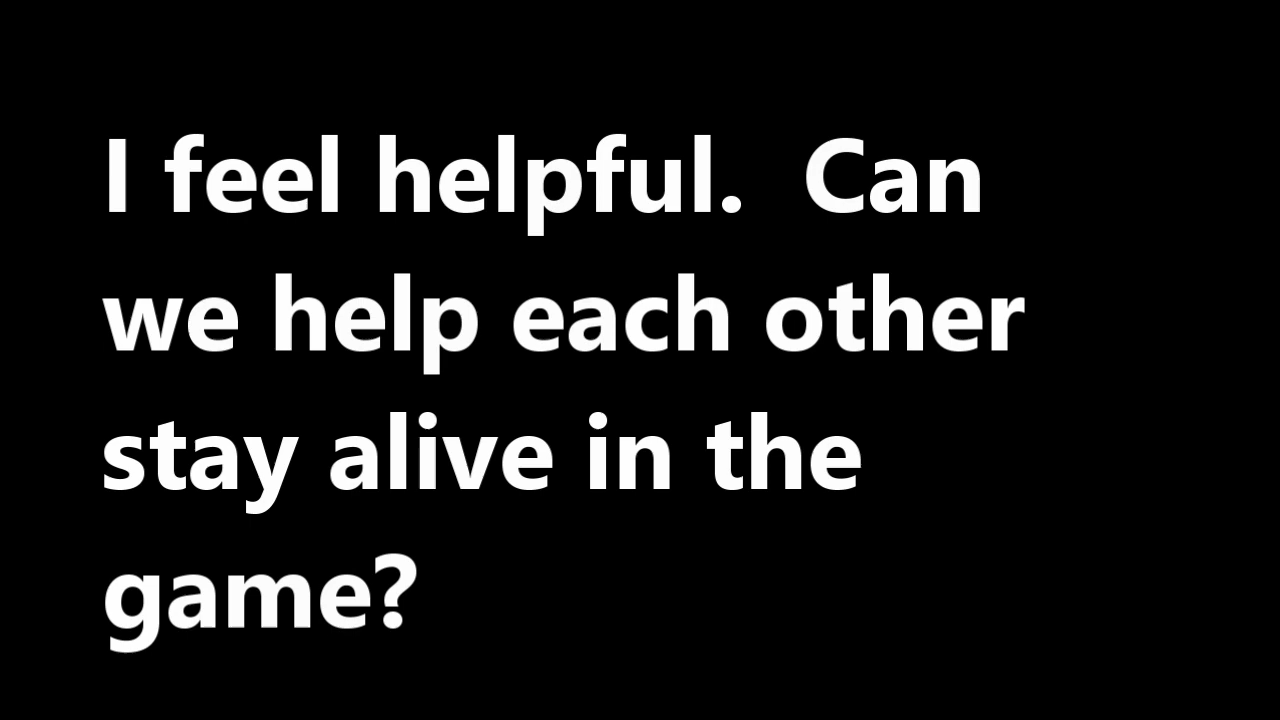 I feel helpful.  Can
we help each other
stay alive in the
game?